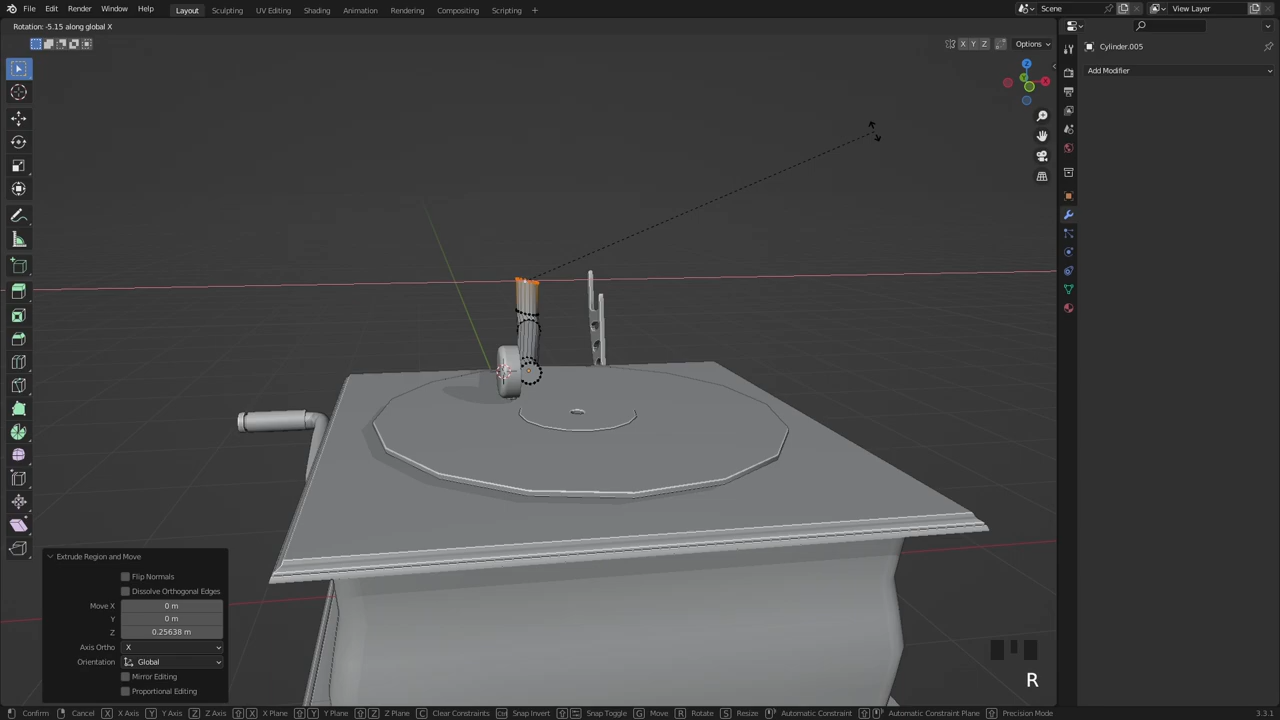 File Edit Render Window Help Layout Sculpting UV Editing Shading Animation Rendering Compositing Scripting + Scene View Layer
Rotation: -5.15 along global X
X Y Z Options
Cylinder.005
Add Modifier
Z
X
Extrude Region and Move
Flip Normals
Dissolve Orthogonal Edges
Move X 0 m
Y 0 m
Z 0.25638 m
Axis Ortho X
Orientation Global
Mirror Editing
Proportional Editing
R
Confirm Cancel X X Axis Y Y Axis Z Z Axis X X Plane Y Y Plane Z Z Plane C Clear Constraints Snap Invert Snap Toggle G Move R Rotate S Resize Automatic Constraint Automatic Constraint Plane Precision Mode 3.3.1